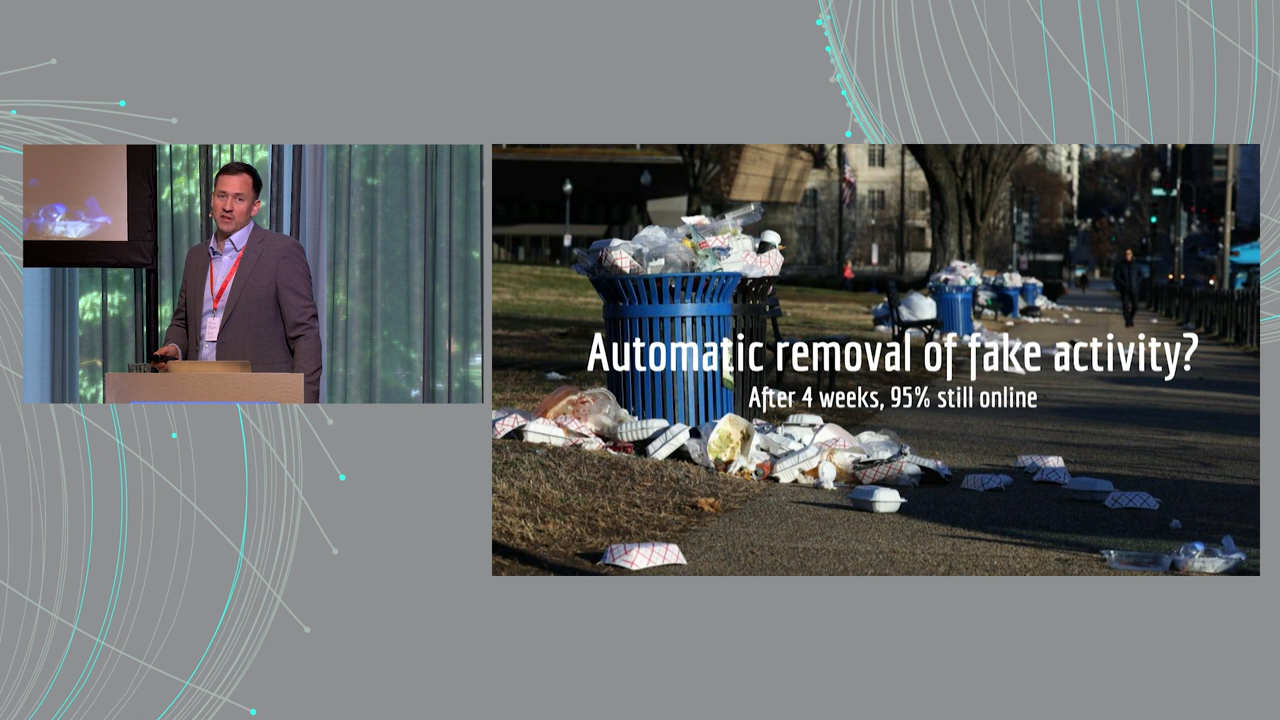 Automatic removal of fake activity?
After 4 weeks, 95% still online